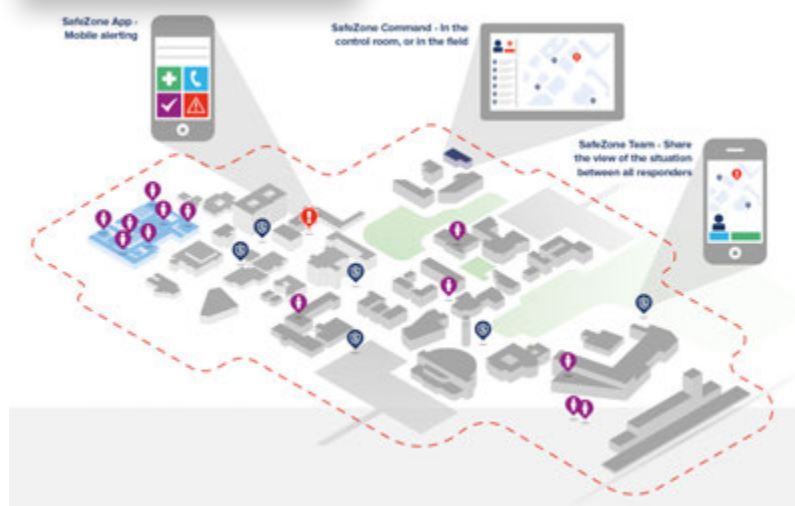 SafeZone App -
Mobile alerting
SafeZone Command - In the
control room, or in the field
SafeZone Team - Share
the view of the situation
between all responders